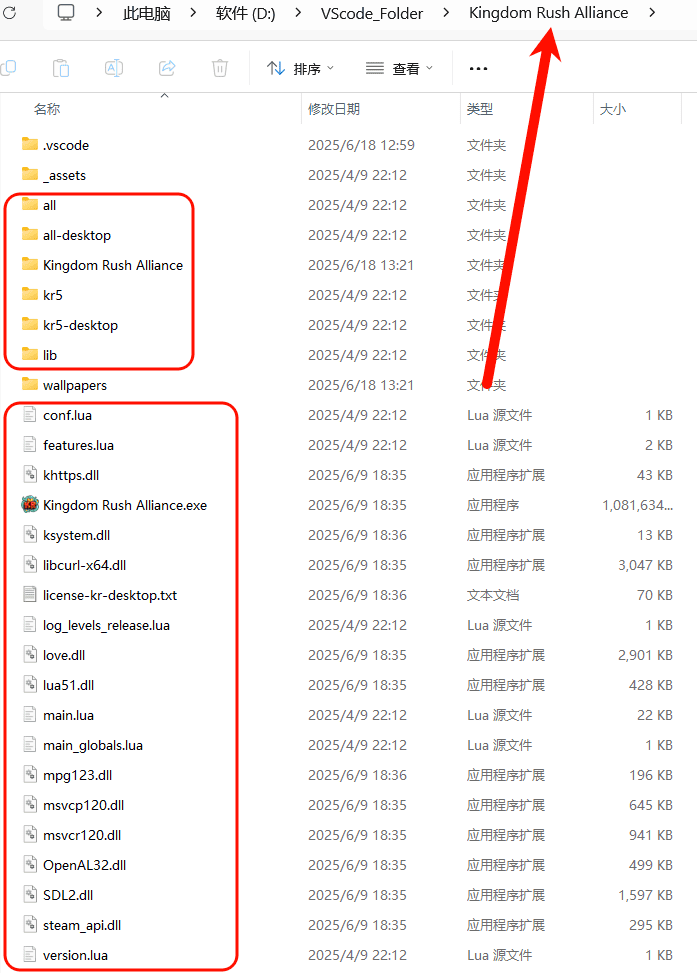 此电脑 > 软件 (D:) > VScode_Folder > Kingdom Rush Alliance >
排序 查看 ...
名称 修改日期 类型 大小
.vscode 2025/6/18 12:59 文件夹
_assets 2025/4/9 22:12 文件夹
all 2025/4/9 22:12 文件夹
all-desktop 2025/4/9 22:12 文件夹
Kingdom Rush Alliance 2025/6/18 13:21 文件夹
kr5 2025/4/9 22:12 文件夹
kr5-desktop 2025/4/9 22:12 文件夹
lib 2025/4/9 22:12 文件夹
wallpapers 2025/6/18 13:21 文件夹
conf.lua 2025/4/9 22:12 Lua 源文件 1 KB
features.lua 2025/4/9 22:12 Lua 源文件 2 KB
khttps.dll 2025/6/9 18:35 应用程序扩展 43 KB
Kingdom Rush Alliance.exe 2025/6/9 18:35 应用程序 1,081,634...
ksystem.dll 2025/6/9 18:36 应用程序扩展 13 KB
libcurl-x64.dll 2025/6/9 18:35 应用程序扩展 3,047 KB
license-kr-desktop.txt 2025/6/9 18:36 文本文档 70 KB
log_levels_release.lua 2025/4/9 22:12 Lua 源文件 1 KB
love.dll 2025/6/9 18:35 应用程序扩展 2,901 KB
lua51.dll 2025/6/9 18:35 应用程序扩展 428 KB
main.lua 2025/4/9 22:12 Lua 源文件 22 KB
main_globals.lua 2025/4/9 22:12 Lua 源文件 1 KB
mpg123.dll 2025/6/9 18:36 应用程序扩展 196 KB
msvcp120.dll 2025/6/9 18:35 应用程序扩展 645 KB
msvcr120.dll 2025/6/9 18:35 应用程序扩展 941 KB
OpenAL32.dll 2025/6/9 18:35 应用程序扩展 499 KB
SDL2.dll 2025/6/9 18:35 应用程序扩展 1,597 KB
steam_api.dll 2025/6/9 18:35 应用程序扩展 295 KB
version.lua 2025/4/9 22:12 Lua 源文件 1 KB